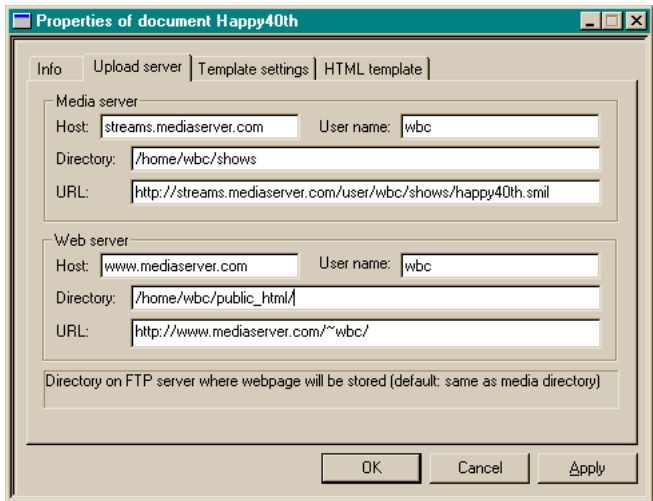 Properties of document Happy40th
Info Upload server Template settings HTML template
Media server
Host: streams.mediaserver.com User name: wbc
Directory: /home/wbc/shows
URL: http://streams.mediaserver.com/user/wbc/shows/happy40th.smil
Web server
Host: www.mediaserver.com User name: wbc
Directory: /home/wbc/public_html/
URL: http://www.mediaserver.com/~wbc/
Directory on FTP server where webpage will be stored (default: same as media directory)
OK Cancel Apply